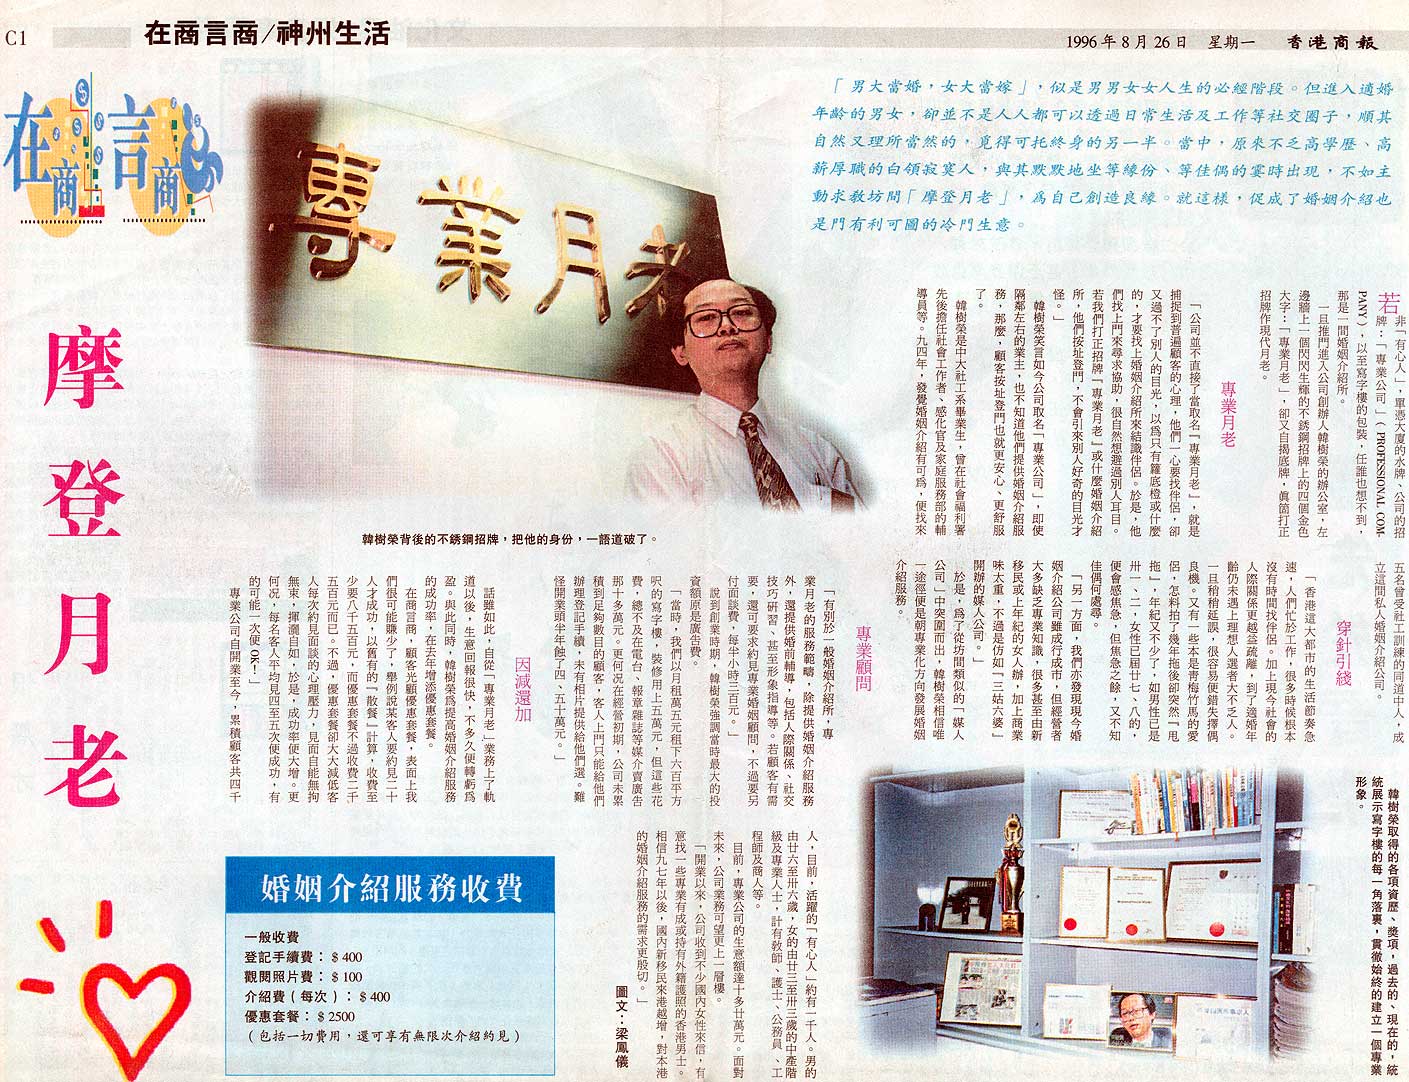 C1
在商言商/神州生活
1996年8月26日 星期一 香港商報
在商言商
「男大當婚，女大當嫁」，似是男男女女人生的必經階段。但進入適婚
年齡的男女，卻並不是人人都可以透過日常生活及工作等社交圈子，順其
自然又理所當然的，覓得可托終身的另一半。當中，原來不乏高學歷、高
薪厚職的白領寂寞人，與其默默地坐等緣份、等佳偶的霎時出現，不如主
動求教坊間「摩登月老」，爲自己創造良緣。就這樣，促成了婚姻介紹也
是門有利可圖的冷門生意。
專業月老
韓樹榮背後的不銹鋼招牌，把他的身份，一語道破了。
摩登月老
若非「有心人」，單憑大廈的水牌、公司的招
牌：「專業公司」（PROFESSIONAL COM-
PANY），以至寫字樓的包裝，任誰也想不到，
那是一間婚姻介紹所。
一旦推門進入公司創辦人韓樹榮的辦公室，左
邊牆上一個閃閃生輝的不銹鋼招牌上的四個金色
大字：「專業月老」，卻又自揭底牌，眞箇打正
招牌作現代月老。
專業月老
「公司並不直接了當取名『專業月老』，就是
捕捉到普遍顧客的心理，他們一心要找伴侶，卻
又過不了別人的目光，以爲只有籮底橙或什麼
的，才要找上婚姻介紹所來結識伴侶。於是，他
們找上門來尋求協助，很自然想避過別人耳目。
若我們打正招牌『專業月老』或什麼婚姻介紹
所，他們按址登門，不會引來別人好奇的目光才
怪。」
韓樹榮笑言如今公司取名「專業公司」，即使
隔鄰左右的業主，也不知道他們提供婚姻介紹服
務，那麼，顧客按址登門也就更安心、更舒服
了。
韓樹榮是中大社工系畢業生，曾在社會福利署
先後擔任社會工作者、感化官及家庭服務部的輔
導員等。九四年，發覺婚姻介紹有可爲，便找來
五名曾受社工訓練的同道中人，成
立這間私人婚姻介紹公司。
穿針引綫
「香港這大都市的生活節奏急
速，人們忙於工作，很多時候根本
沒有時間找伴侶。加上現今社會的
人際關係更越益疏離，到了適婚年
齡仍未遇上理想人選者大不乏人。
一旦稍稍延誤，很容易便錯失擇偶
良機。又有一些本是靑梅竹馬的愛
侶，怎料拍了幾年拖後卻突然『甩
拖』，年紀又不少了，如男性已是
卅一、二，女性已屆廿七、八的，
便會感焦急，但焦急之餘，又不知
佳偶何處尋。
「另一方面，我們亦發現現今婚
姻介紹公司雖成行成市，但經營者
大多缺乏專業知識，很多甚至由新
移民或上年紀的女人辦，加上商業
味太重，不過是仿如『三姑六婆』
開辦的媒人公司。」
於是，爲了從坊間類似的「媒人
公司」中突圍而出，韓樹榮相信唯
一途徑便是朝專業化方向發展婚姻
介紹服務。
專業顧問
「有別於一般婚姻介紹所，專
業月老的服務範疇，除提供婚姻介紹服務
外，還提供婚前輔導，包括人際關係、社交
技巧硏習，甚至形象指導等。若顧客有需
要，還可要求約見專業婚姻顧問，不過要另
付面談費，每半小時三百元。」
說到創業時期，韓樹榮強調當時最大的投
資額原是廣告費。
「當時，我們以月租萬五元租下六百平方
呎的寫字樓，裝修用上五萬元，但這些花
費，總不及在電台、報章雜誌等媒介賣廣告
那十多萬元。更何况在經營初期，公司未累
積到足夠數目的顧客，客人上門只能給他們
辦理登記手續，未有相片提供給他們選。難
怪開業頭半年蝕了四、五十萬元。」
因減還加
話雖如此，自從「專業月老」業務上了軌
道以後，生意回報很快，不多久便轉虧爲
盈。與此同時，韓樹榮爲提高婚姻介紹服務
的成功率，在去年增添優惠套餐。
「在商言商，顧客光顧優惠套餐，表面上我
們很可能賺少了，舉例說某客人要約見二十
人才成功，以舊有的『散餐』計算，收費至
少要八千五百元，而優惠套餐不過收費二千
五百元而已。不過，優惠套餐卻大大減低客
人每次約見面談的心理壓力，見面自能無拘
無束，揮灑自如，於是，成功率便大增。更
何况，每名客人平均見四至五次便成功，有
的可能一次便OK！」
專業公司自開業至今，累積顧客共四千
人，目前，活躍的「有心人」約有一千人。男的
由廿六至卅六歲，女的由廿三至卅三歲的中產階
級及專業人士，計有敎師、護士、公務員、工
程師及商人等。
目前，專業公司的生意額達十多廿萬元。面對
未來，公司業務可望更上一層樓。
「開業以來，公司收到不少國內女性來信，有
意找一些專業有成或持有外籍護照的香港男士。
相信九七年以後，國內新移民來港越增，對本港
的婚姻介紹服務的需求更殷切。」
圖文：梁鳳儀
韓樹榮取得的各項資歷、獎項，過去的、現在的，統
統展示寫字樓的每一角落裏，貫徹始終的建立一個專業
形象。
婚姻介紹服務收費
一般收費
登記手續費：$400
觀閱照片費：$100
介紹費（每次）：$400
優惠套餐：$2500
（包括一切費用，還可享有無限次介紹約見）